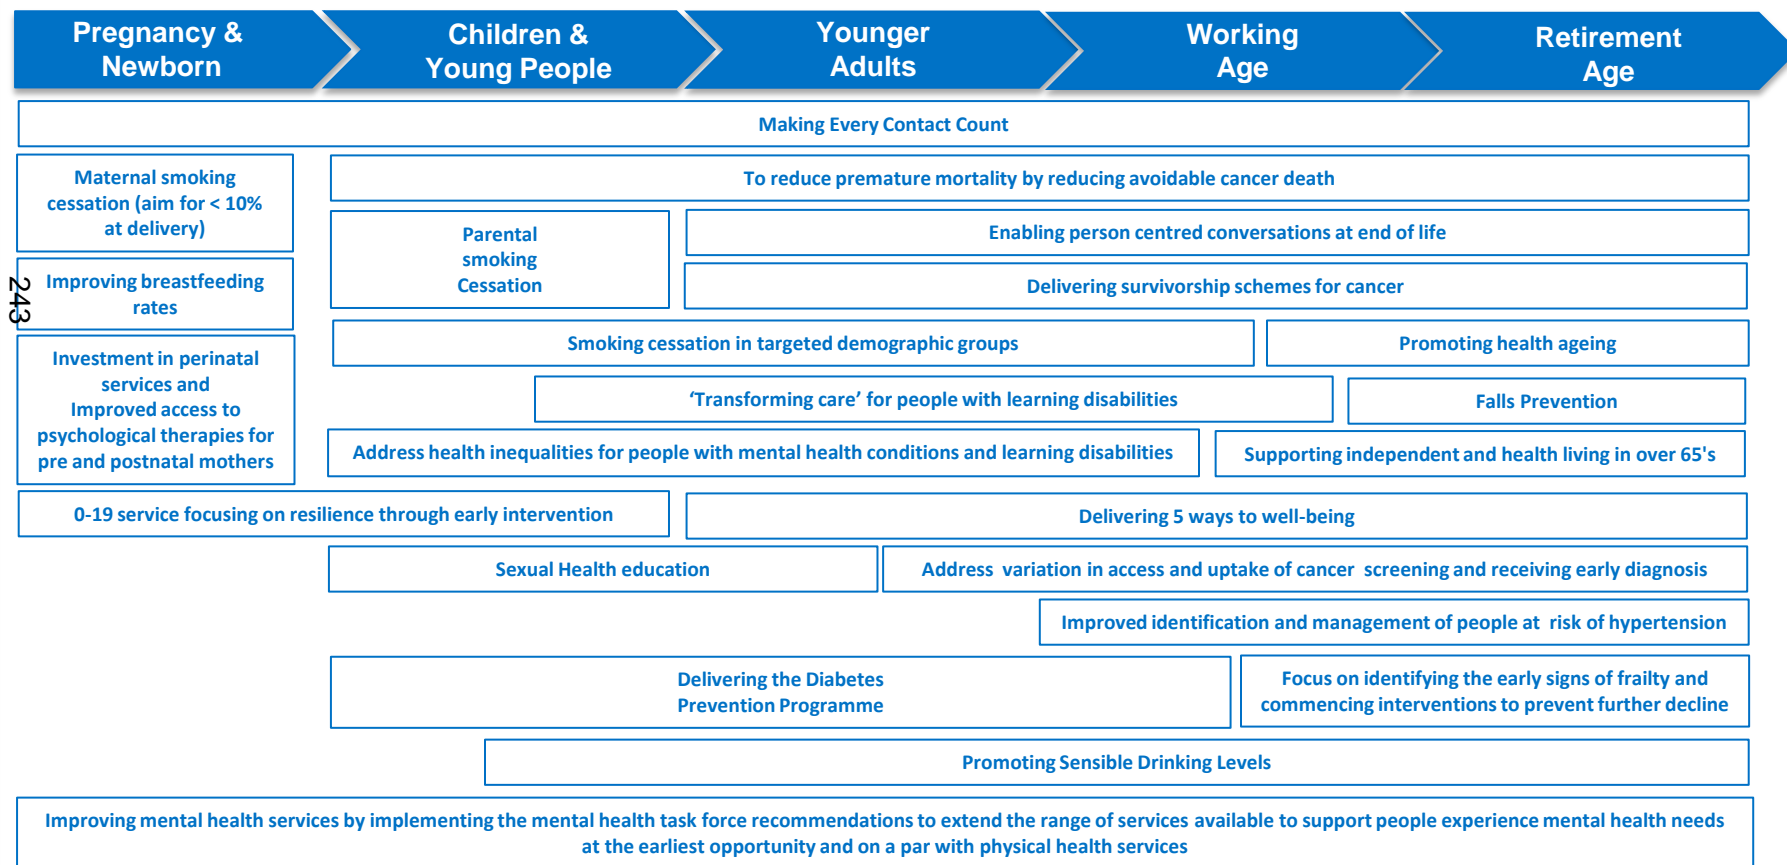 Pregnancy &
Newborn
Children &
Young People
Younger
Adults
Working
Age
Retirement
Age
Making Every Contact Count
Maternal smoking
cessation (aim for < 10%
at delivery)
To reduce premature mortality by reducing avoidable cancer death
Parental
smoking
Cessation
Enabling person centred conversations at end of life
Improving breastfeeding
rates
243
Delivering survivorship schemes for cancer
Investment in perinatal
services and
Improved access to
psychological therapies for
pre and postnatal mothers
Smoking cessation in targeted demographic groups
Promoting health ageing
‘Transforming care’ for people with learning disabilities
Falls Prevention
Address health inequalities for people with mental health conditions and learning disabilities
Supporting independent and health living in over 65's
0-19 service focusing on resilience through early intervention
Delivering 5 ways to well-being
Sexual Health education
Address variation in access and uptake of cancer screening and receiving early diagnosis
Improved identification and management of people at risk of hypertension
Delivering the Diabetes
Prevention Programme
Focus on identifying the early signs of frailty and
commencing interventions to prevent further decline
Promoting Sensible Drinking Levels
Improving mental health services by implementing the mental health task force recommendations to extend the range of services available to support people experience mental health needs
at the earliest opportunity and on a par with physical health services